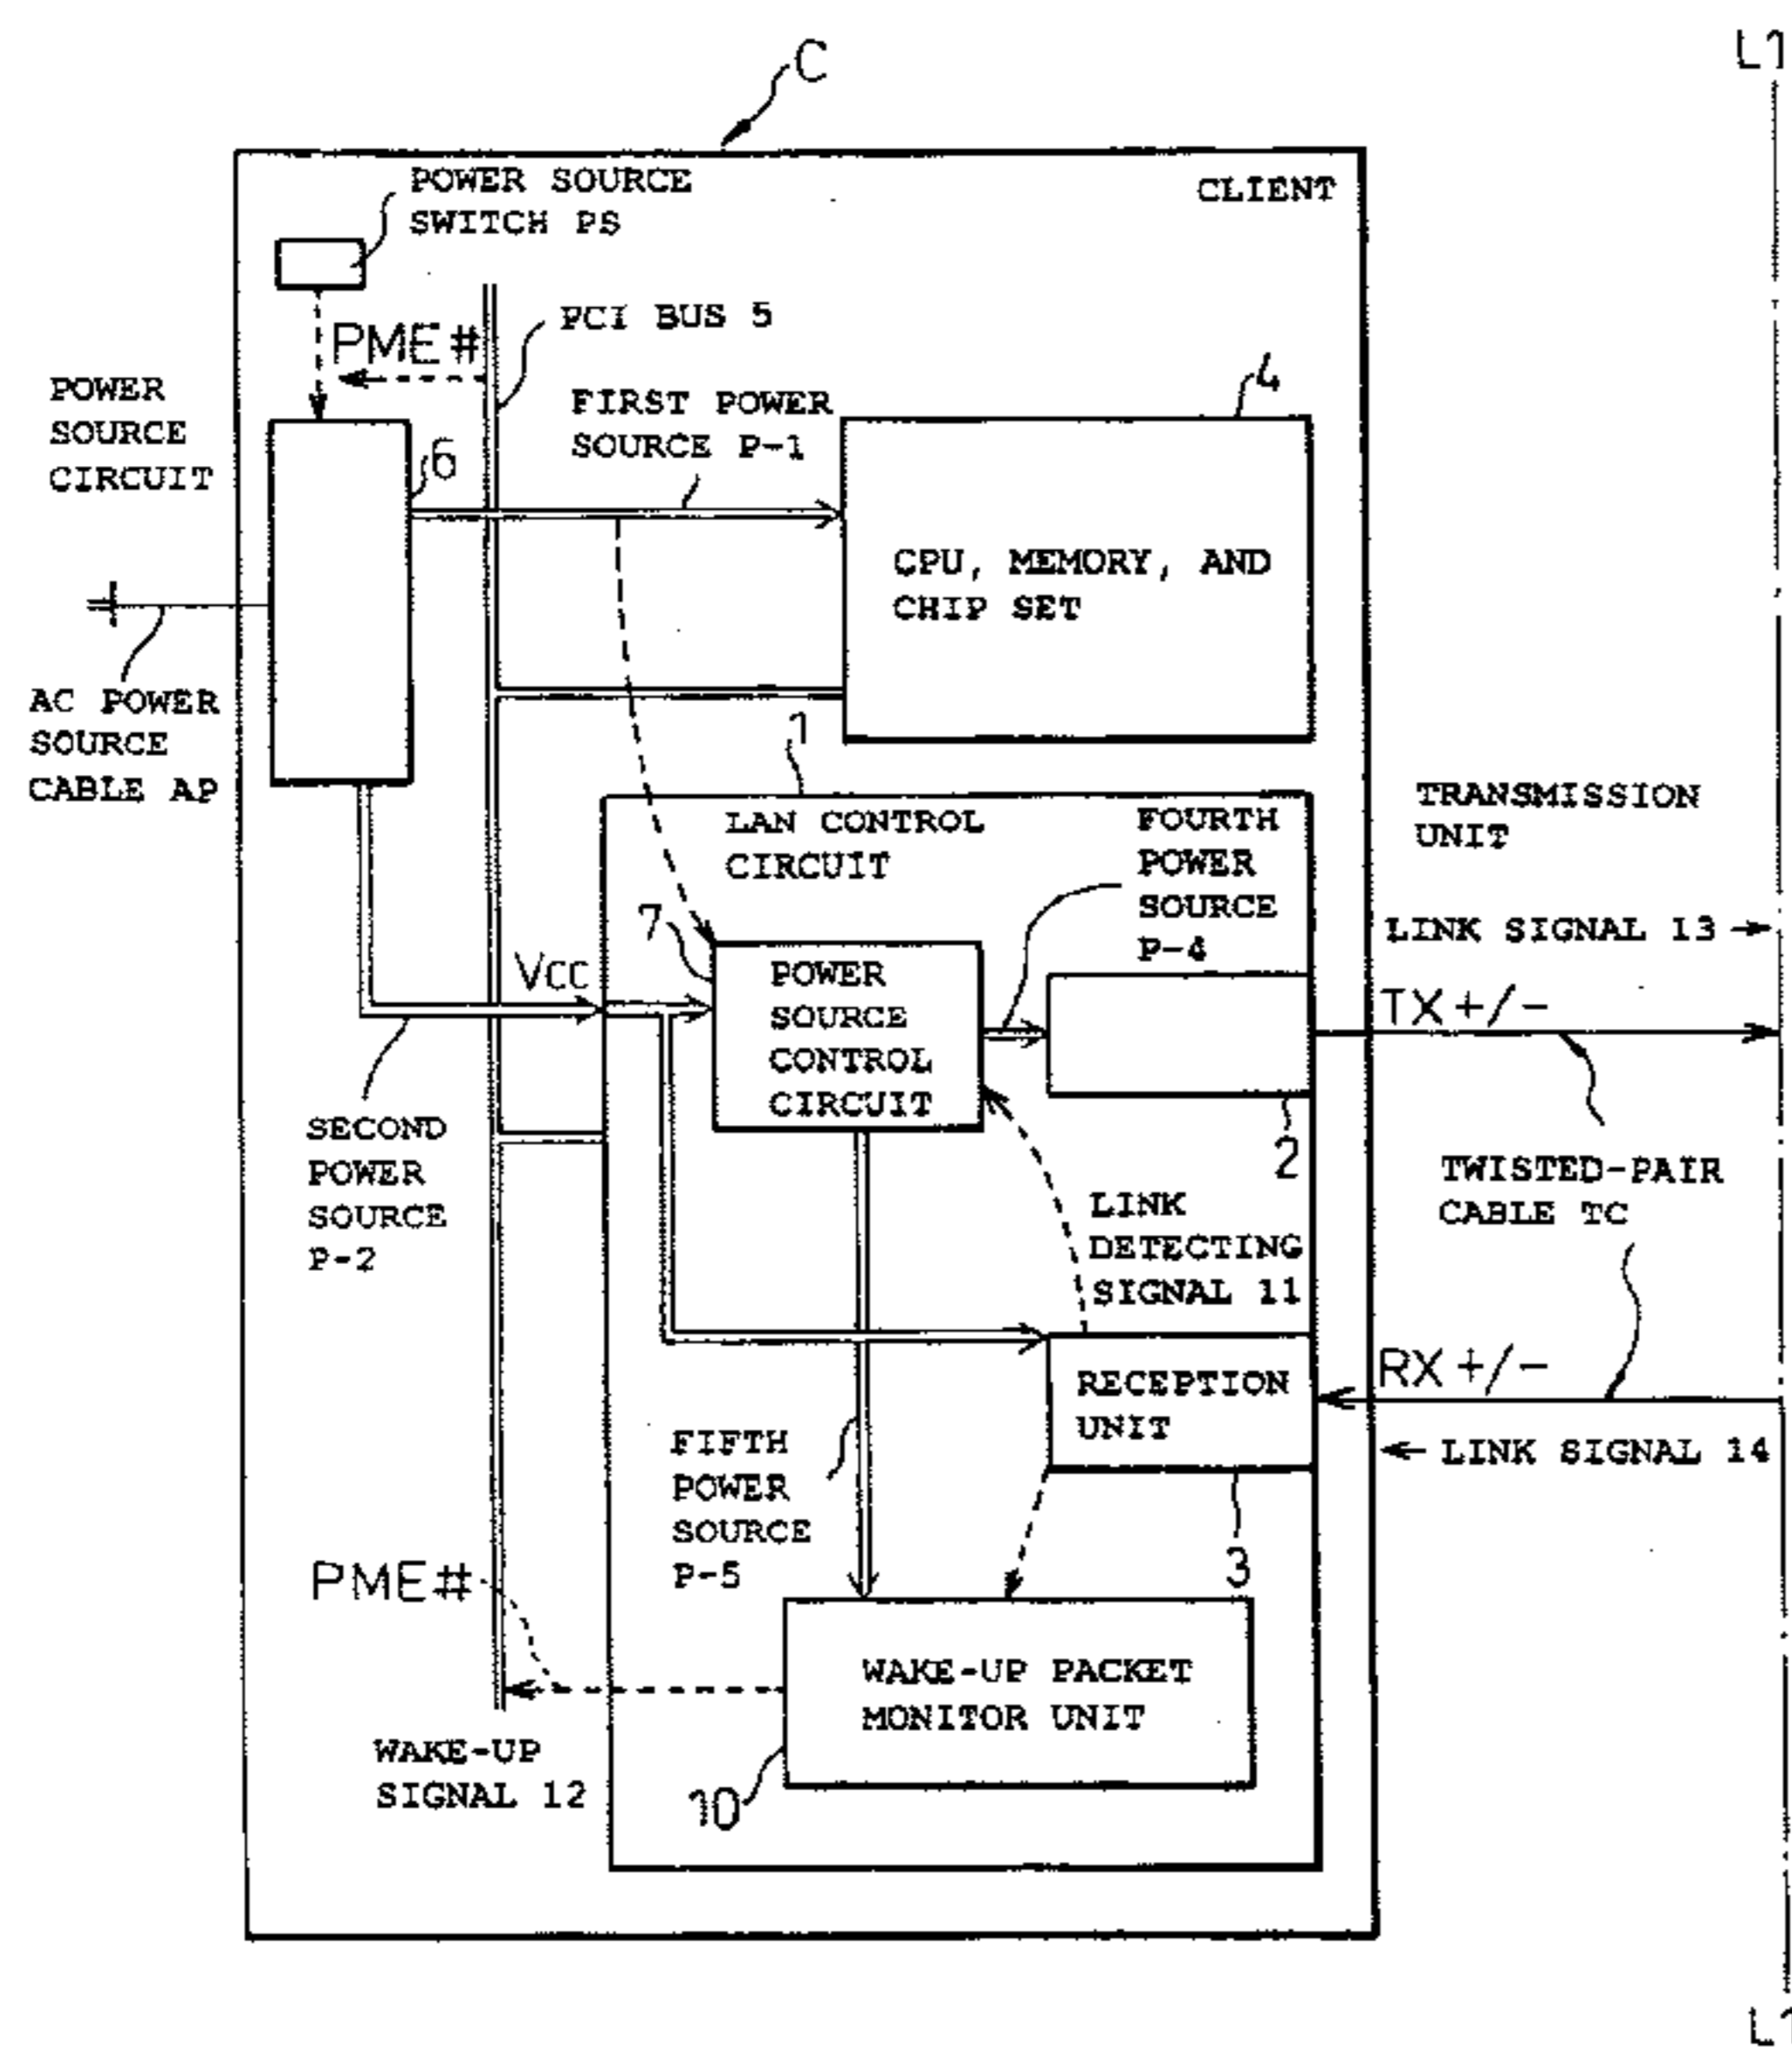 L1
C
POWER SOURCE
SWITCH PS
CLIENT
PCI BUS 5
PME#
POWER
SOURCE
CIRCUIT
FIRST POWER
SOURCE P-1
4
6
CPU, MEMORY, AND
CHIP SET
AC POWER
SOURCE
CABLE AP
1
LAN CONTROL
CIRCUIT
FOURTH
POWER
SOURCE
P-4
TRANSMISSION
UNIT
7
LINK SIGNAL 13
POWER
SOURCE
CONTROL
CIRCUIT
Vcc
TX+/-
SECOND
POWER
SOURCE
P-2
2
TWISTED-PAIR
CABLE TC
LINK
DETECTING
SIGNAL 11
RX+/-
RECEPTION
UNIT
LINK SIGNAL 14
FIFTH
POWER
SOURCE
P-5
3
PME#
WAKE-UP PACKET
MONITOR UNIT
WAKE-UP
SIGNAL 12
10
L1